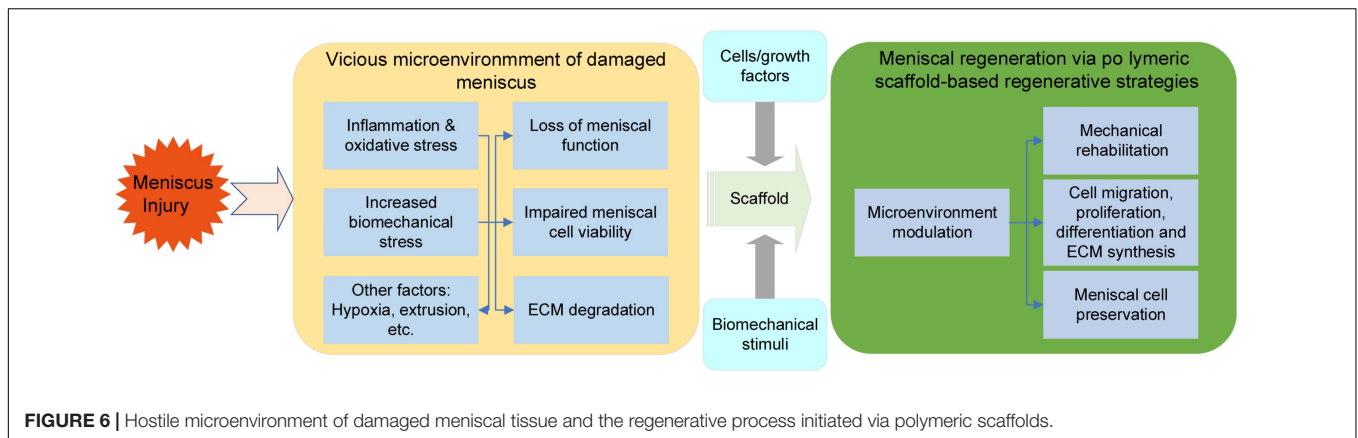 Meniscus
Injury
Vicious microenvironmment of damaged
meniscus
Inflammation &
oxidative stress
Loss of meniscal
function
Increased
biomechanical
stress
Impaired meniscal
cell viability
Other factors:
Hypoxia, extrusion,
etc.
ECM degradation
Cells/growth
factors
Scaffold
Biomechanical
stimuli
Meniscal regeneration via po lymeric
scaffold-based regenerative strategies
Microenvironment
modulation
Mechanical
rehabilitation
Cell migration,
proliferation,
differentiation and
ECM synthesis
Meniscal cell
preservation
FIGURE 6 | Hostile microenvironment of damaged meniscal tissue and the regenerative process initiated via polymeric scaffolds.